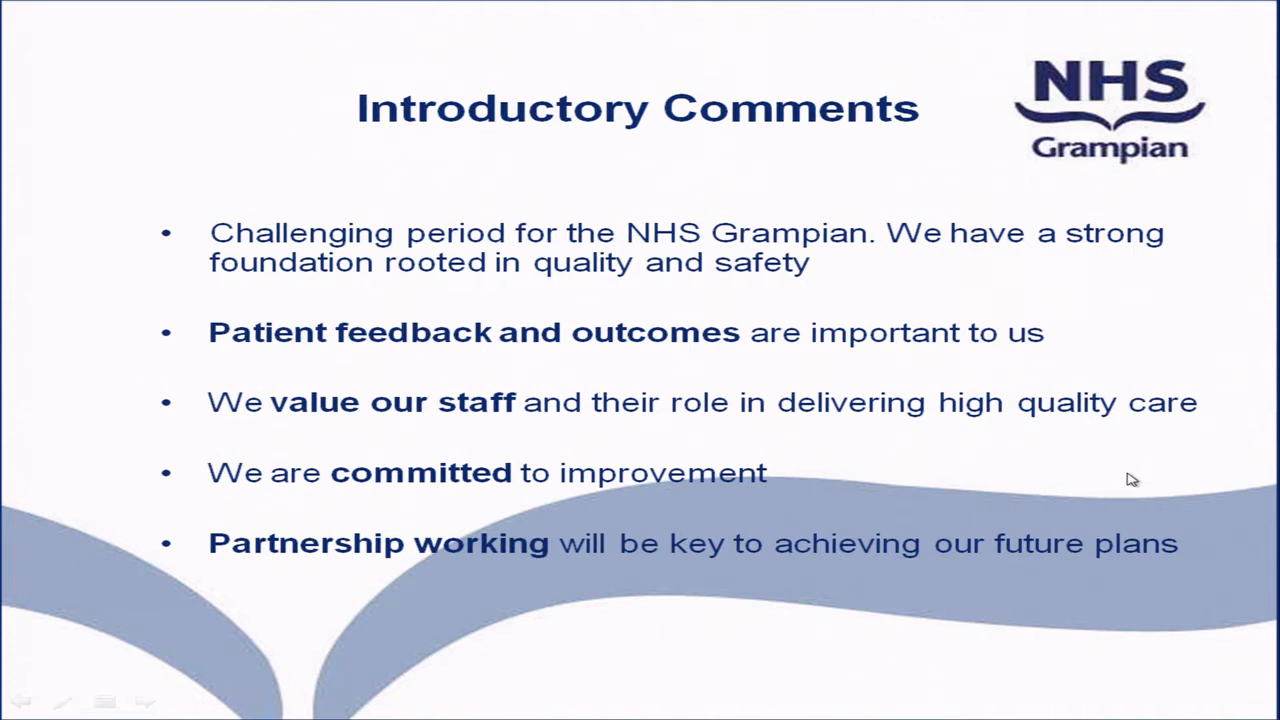 Introductory Comments
NHS
Grampian
• Challenging period for the NHS Grampian. We have a strong
foundation rooted in quality and safety
• Patient feedback and outcomes are important to us
• We value our staff and their role in delivering high quality care
• We are committed to improvement
• Partnership working will be key to achieving our future plans